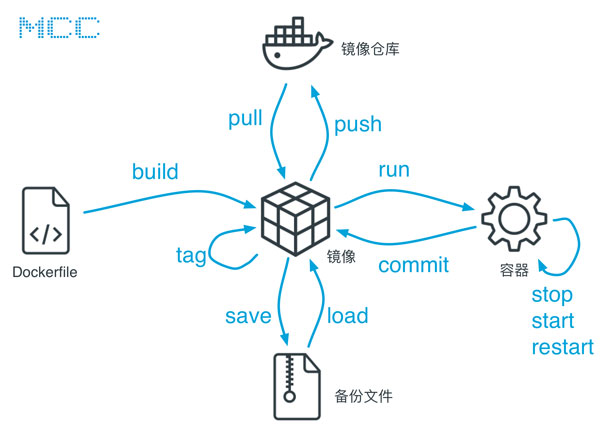 MCC
镜像仓库
pull
push
build
run
Dockerfile
tag
镜像
commit
容器
stop
start
restart
save
load
备份文件